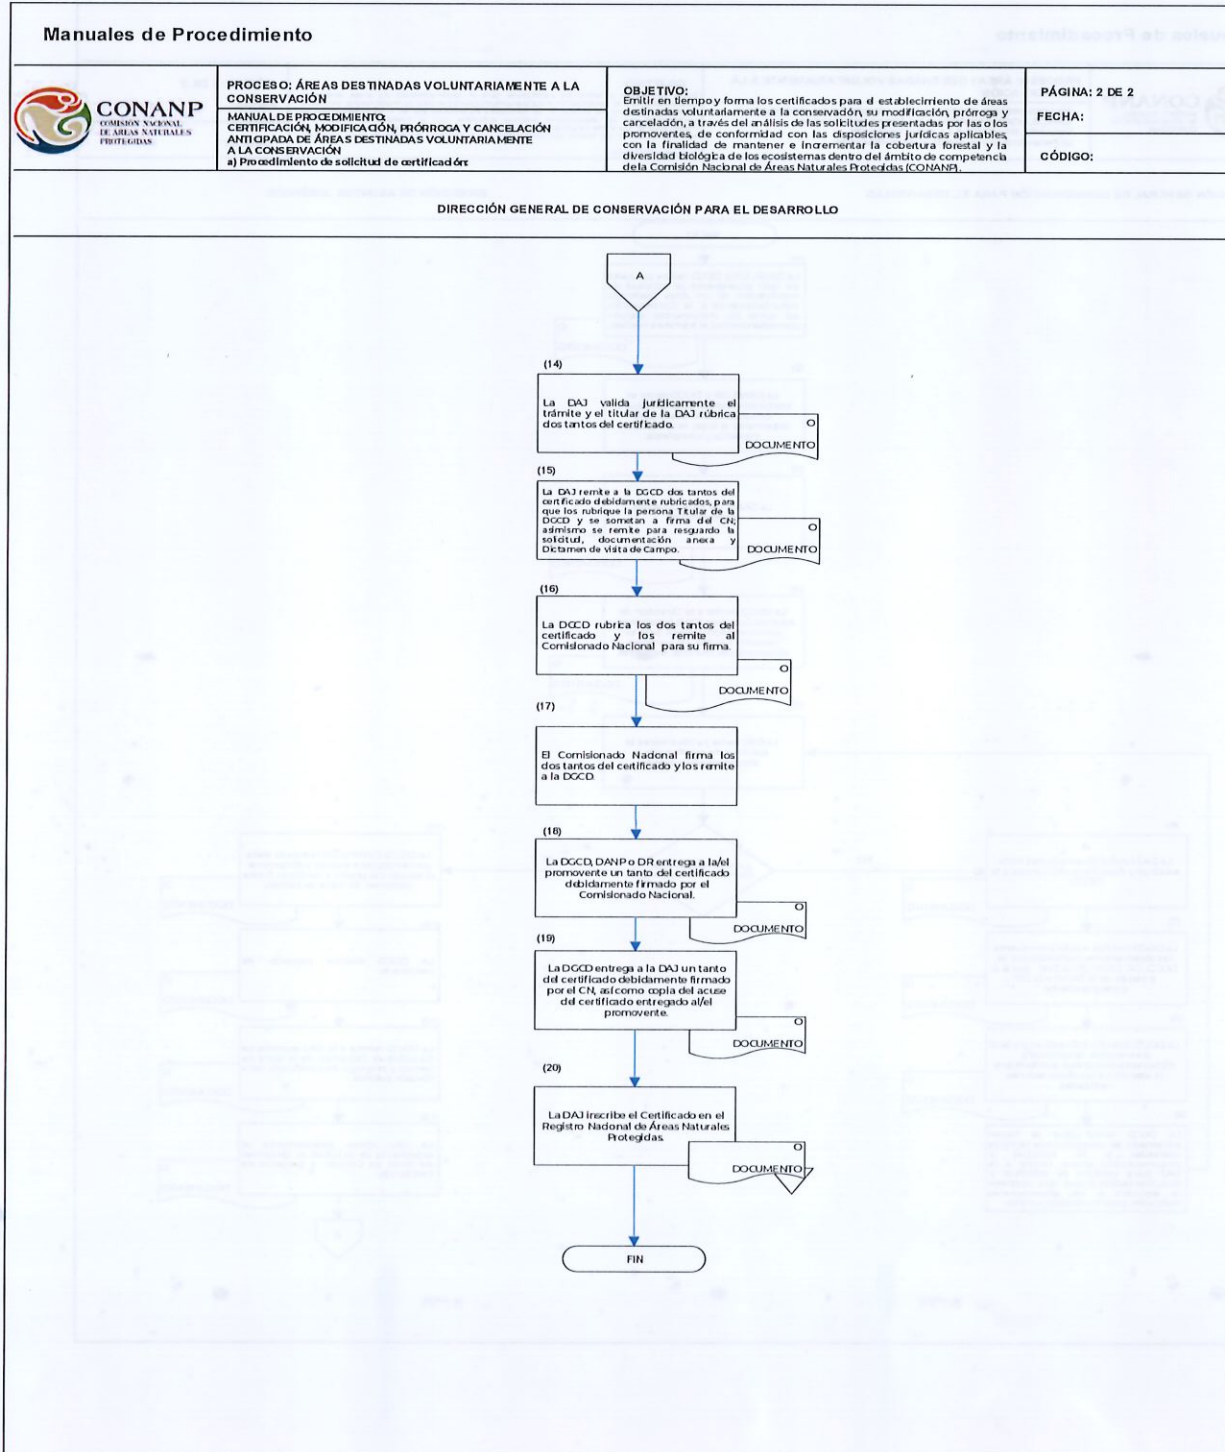 Manuales de Procedimiento
CONANP
COMISIÓN NACIONAL
DE ÁREAS NATURALES
PROTEGIDAS
PROCESO: ÁREAS DESTINADAS VOLUNTARIAMENTE A LA
CONSERVACIÓN
MANUAL DE PROCEDIMIENTO:
CERTIFICACIÓN, MODIFICACIÓN, PRÓRROGA Y CANCELACIÓN
ANTICIPADA DE ÁREAS DESTINADAS VOLUNTARIAMENTE
A LA CONSERVACIÓN
a) Procedimiento de solicitud de certificación:
OBJETIVO:
Emitir en tiempo y forma los certificados para el establecimiento de áreas
destinadas voluntariamente a la conservación, su modificación, prórroga y
cancelación, a través del análisis de las solicitudes presentadas por las o los
promoventes, de conformidad con las disposiciones jurídicas aplicables,
con la finalidad de mantener e incrementar la cobertura forestal y la
diversidad biológica de los ecosistemas dentro del ámbito de competencia
de la Comisión Nacional de Áreas Naturales Protegidas (CONANP).
PÁGINA: 2 DE 2
FECHA:
CÓDIGO:
DIRECCIÓN GENERAL DE CONSERVACIÓN PARA EL DESARROLLO
A
(14)
La DAJ valida jurídicamente el
trámite y el titular de la DAJ rúbrica
dos tantos del certificado.
O
DOCUMENTO
(15)
La DAJ remite a la DGCD dos tantos del
certificado debidamente rubricados, para
que los rubrique la persona Titular de la
DGCD y se sometan a firma del CN;
asimismo se remite para resguardo la
solicitud, documentación anexa y
Dictamen de visita de Campo.
O
DOCUMENTO
(16)
La DGCD rubrica los dos tantos del
certificado y los remite al
Comisionado Nacional para su firma.
O
DOCUMENTO
(17)
El Comisionado Nacional firma los
dos tantos del certificado y los remite
a la DGCD.
(18)
La DGCD, DANP o DR entrega a la/el
promovente un tanto del certificado
debidamente firmado por el
Comisionado Nacional.
O
DOCUMENTO
(19)
La DGCD entrega a la DAJ un tanto
del certificado debidamente firmado
por el CN, así como copia del acuse
del certificado entregado al/el
promovente.
O
DOCUMENTO
(20)
La DAJ inscribe el Certificado en el
Registro Nacional de Áreas Naturales
Protegidas.
O
DOCUMENTO
FIN